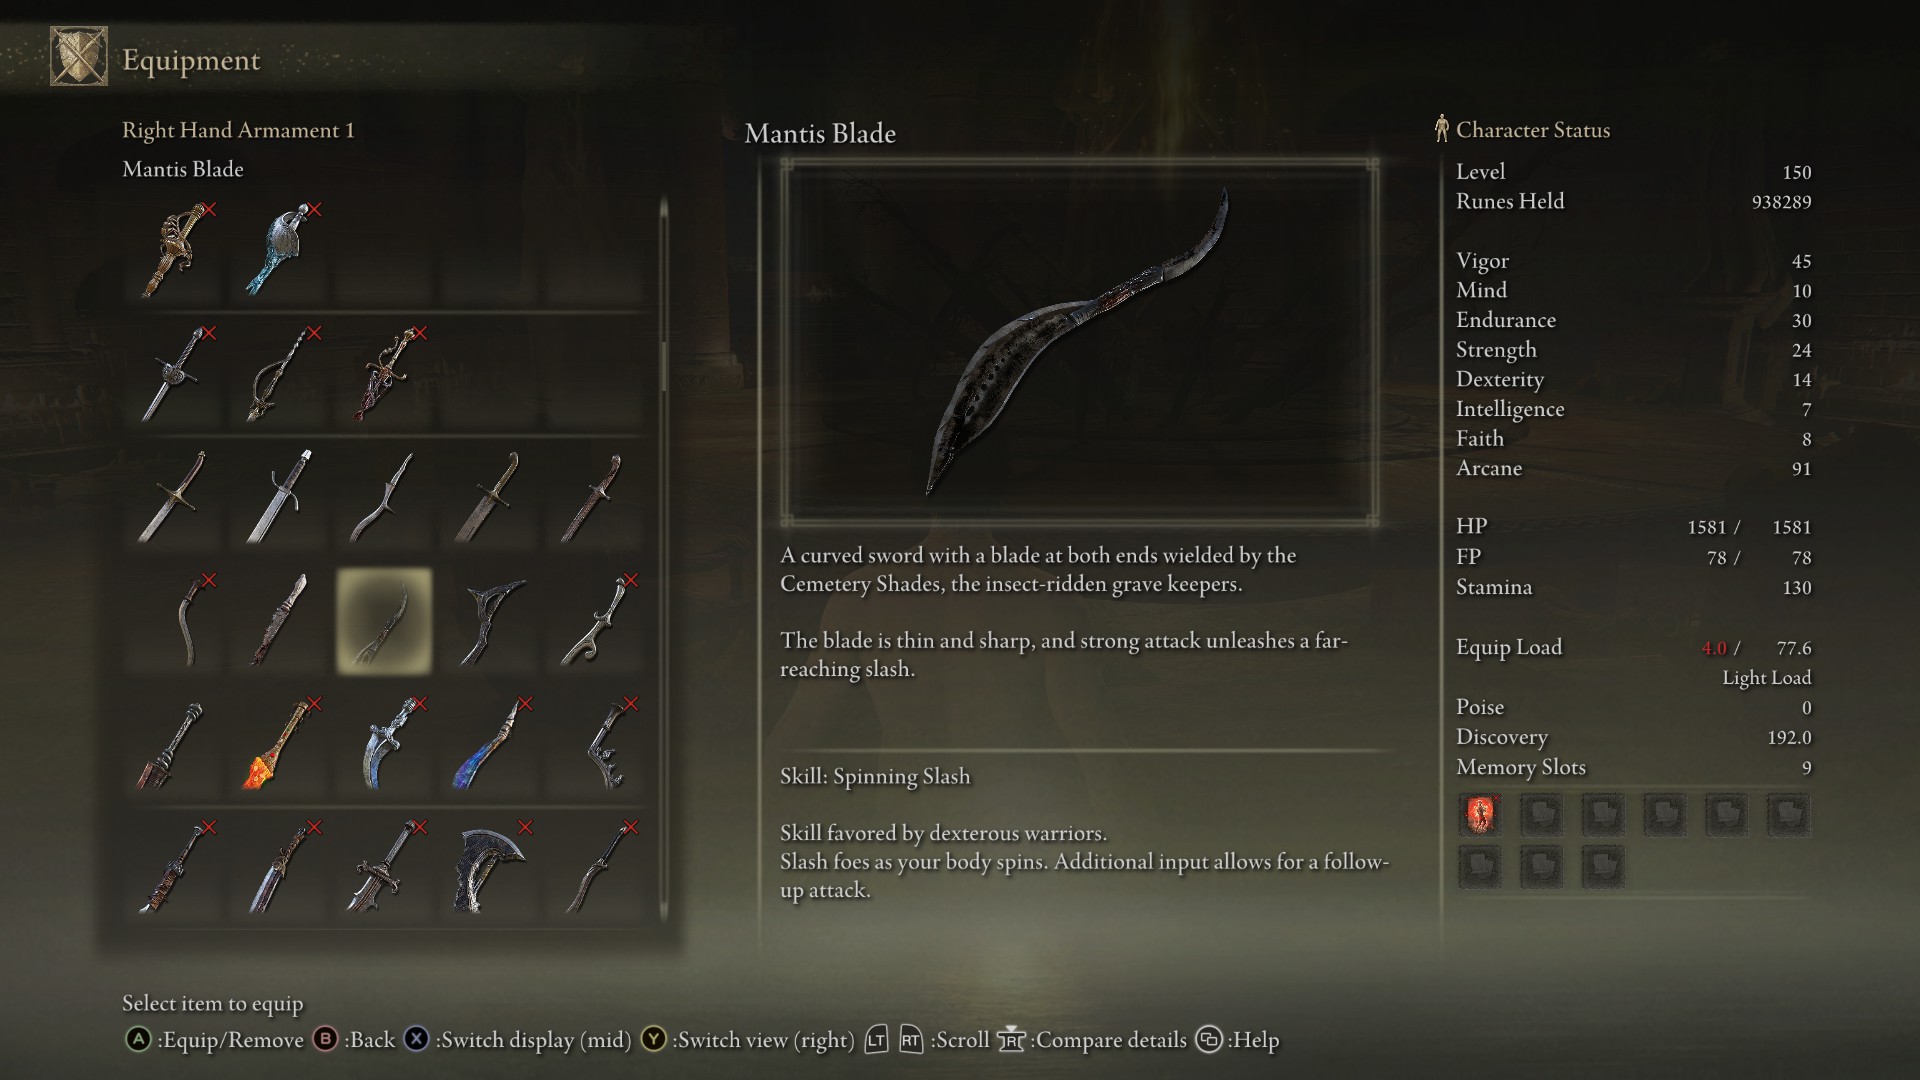 Equipment
Right Hand Armament 1
Mantis Blade
Mantis Blade
A curved sword with a blade at both ends wielded by the
Cemetery Shades, the insect-ridden grave keepers.
The blade is thin and sharp, and strong attack unleashes a far-
reaching slash.
Skill: Spinning Slash
Skill favored by dexterous warriors.
Slash foes as your body spins. Additional input allows for a follow-
up attack.
Character Status
Level 150
Runes Held 938289
Vigor 45
Mind 10
Endurance 30
Strength 24
Dexterity 14
Intelligence 7
Faith 8
Arcane 91
HP 1581 / 1581
FP 78 / 78
Stamina 130
Equip Load 4.0 / 77.6
Light Load
Poise 0
Discovery 192.0
Memory Slots 9
Select item to equip
A :Equip/Remove B :Back X :Switch display (mid) Y :Switch view (right) LT RT :Scroll R :Compare details :Help